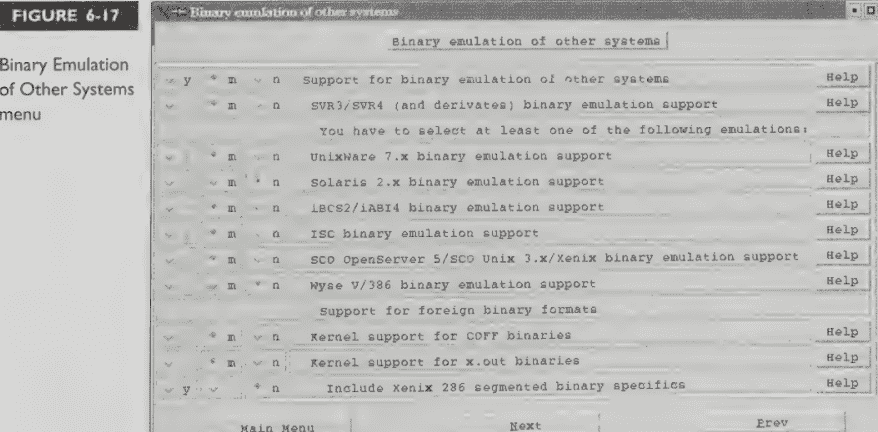 FIGURE 6-17
Binary Emulation
of Other Systems
menu
Binary emulation of other systems
Binary emulation of other systems
y m n Support for binary emulation of other systems Help
m n SVR3/SVR4 (and derivates) binary emulation support Help
You have to select at least one of the following emulations:
m n UnixWare 7.x binary emulation support Help
m n Solaris 2.x binary emulation support Help
m n iBCS2/iABI4 binary emulation support Help
m n ISC binary emulation support Help
m n SCO OpenServer 5/SCO Unix 3.x/Xenix binary emulation support Help
m n Wyse V/386 binary emulation support Help
Support for foreign binary formats
m n Kernel support for COFF binaries Help
m n Kernel support for x.out binaries Help
y n Include Xenix 286 segmented binary specifics Help
Main Menu Next Prev